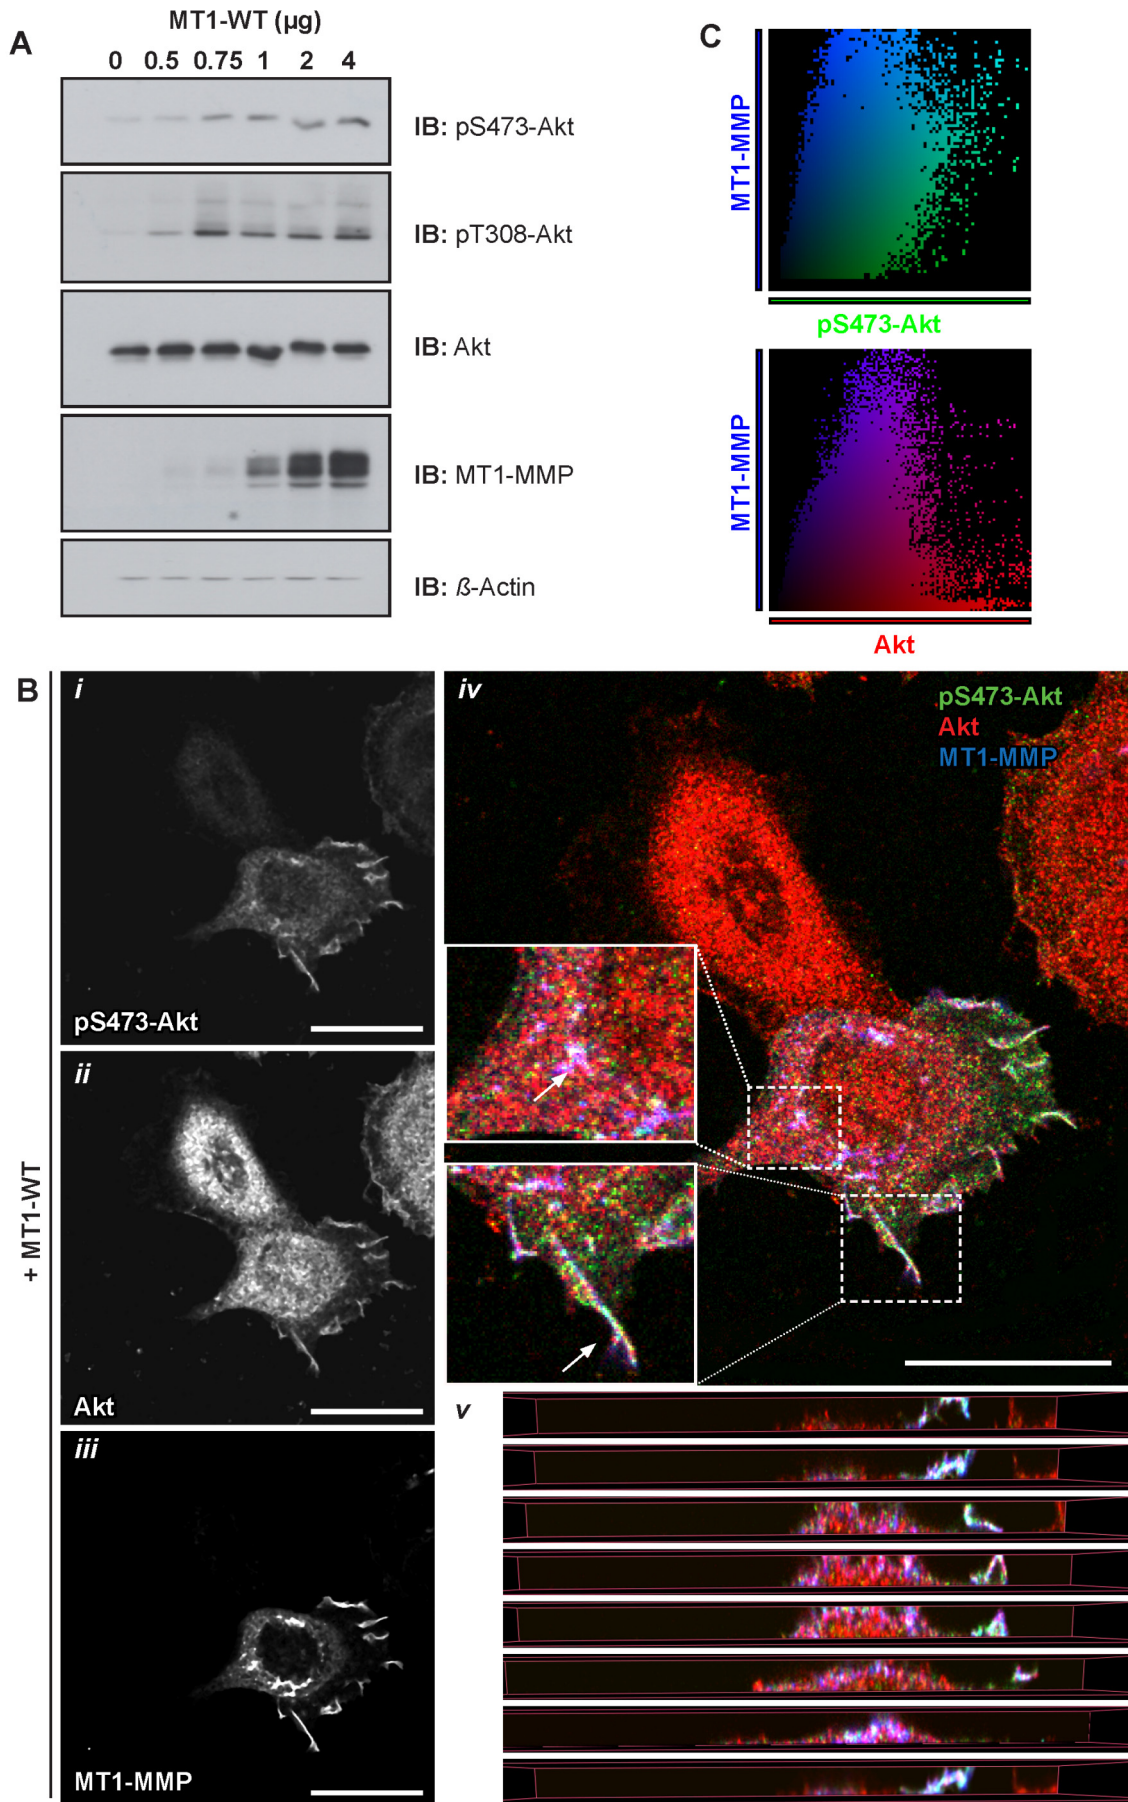 A
MT1-WT (µg)
0 0.5 0.75 1 2 4
IB: pS473-Akt
IB: pT308-Akt
IB: Akt
IB: MT1-MMP
IB: ß-Actin
C
MT1-MMP
pS473-Akt
MT1-MMP
Akt
B
+ MT1-WT
i
pS473-Akt
ii
Akt
iii
MT1-MMP
iv
pS473-Akt
Akt
MT1-MMP
v